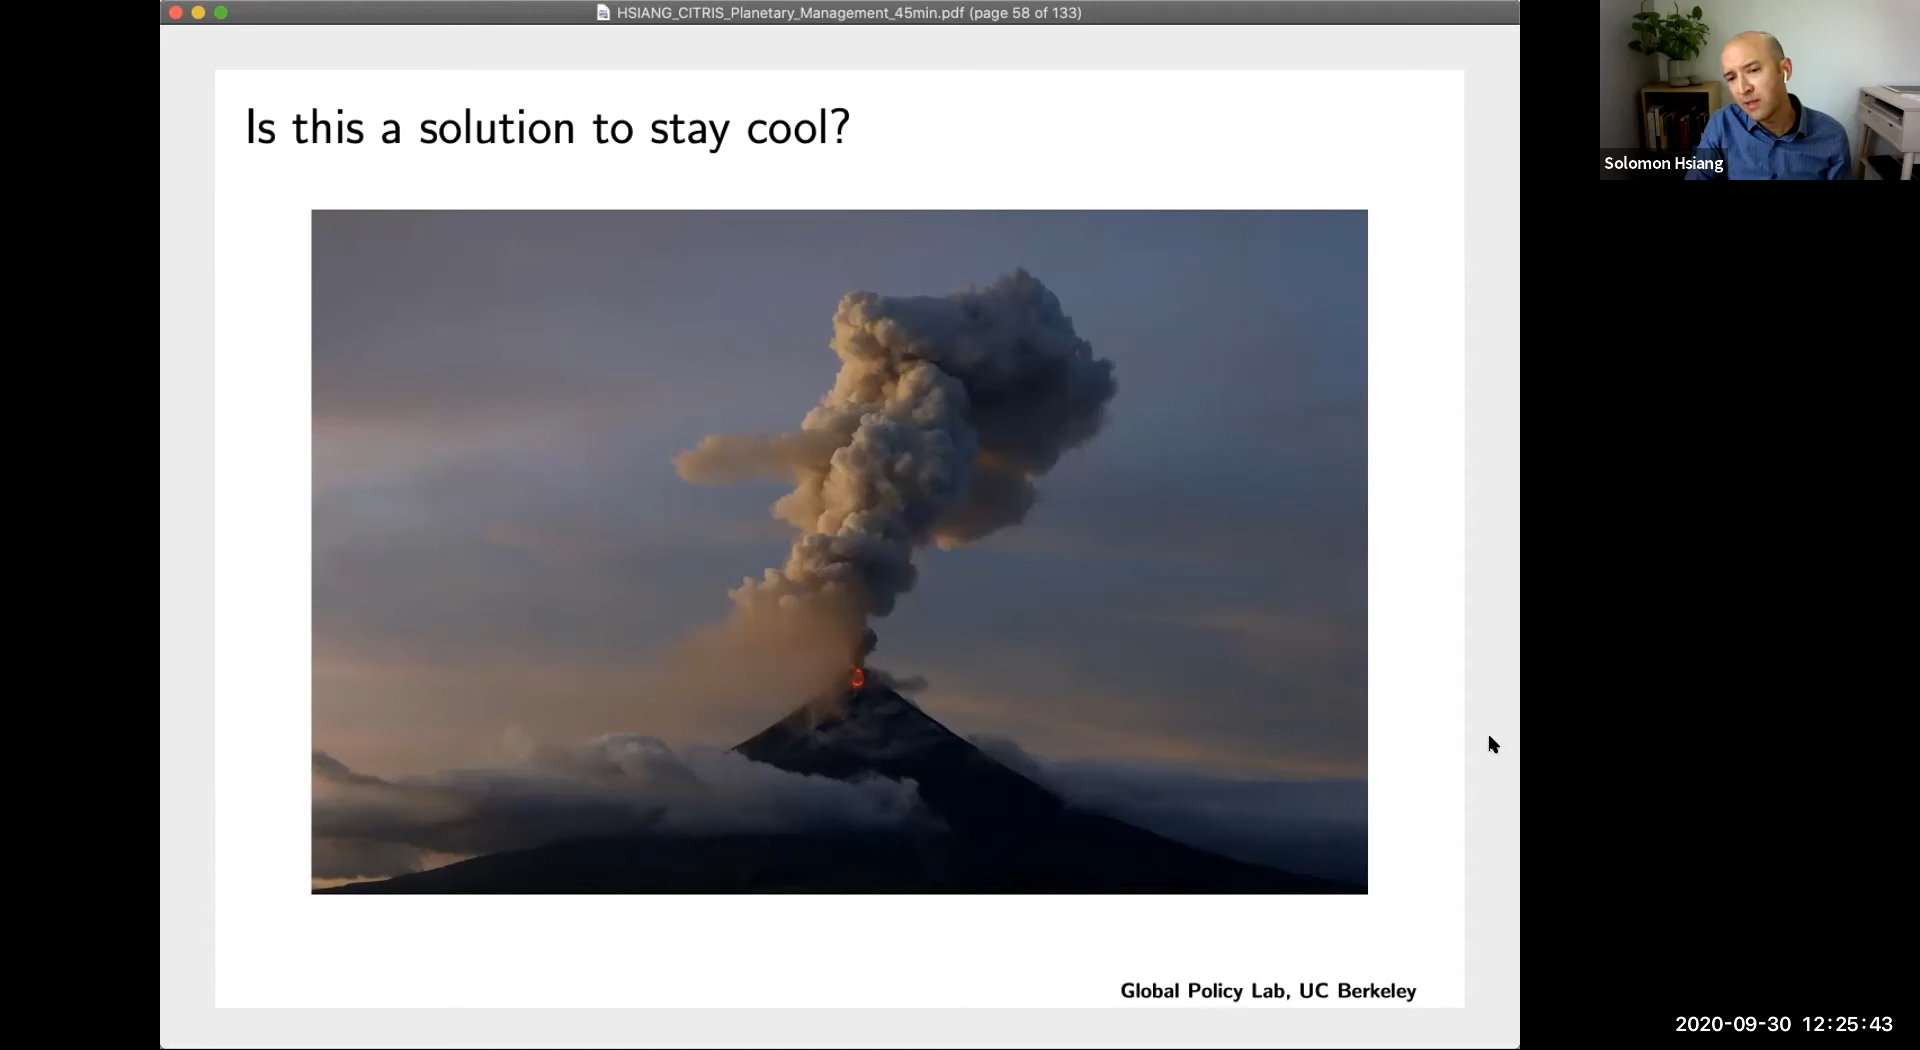 HSIANG_CITRIS_Planetary_Management_45min.pdf (page 58 of 133)
Is this a solution to stay cool?
Solomon Hsiang
Global Policy Lab, UC Berkeley
2020-09-30 12:25:43